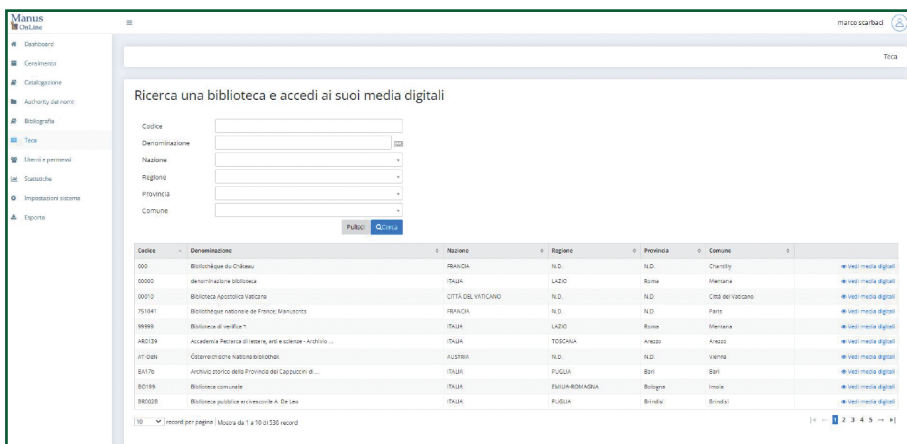 Manus
OnLine
marco scarbaci
Dashboard
Censimento
Catalogazione
Authority dei nomi
Bibliografia
Teca
Utenti e permessi
Statistiche
Impostazioni sistema
Esporta
Teca
Ricerca una biblioteca e accedi ai suoi media digitali
Codice
Denominazione
Nazione
Regione
Provincia
Comune
Pulisci Cerca
Codice Denominazione Nazione Regione Provincia Comune
000 Bibliothèque du Château FRANCIA N.D. N.D. Chantilly Vedi media digitali
00000 denominazione biblioteca ITALIA LAZIO Roma Mentana Vedi media digitali
00010 Biblioteca Apostolica Vaticana CITTÀ DEL VATICANO N.D. N.D. Città del Vaticano Vedi media digitali
751041 Bibliothèque nationale de France; Manuscrits FRANCIA N.D. N.D. Paris Vedi media digitali
99999 Biblioteca di verifica ITALIA LAZIO Roma Mentana Vedi media digitali
AR0139 Accademia Petrarca di lettere, arti e scienze - Archivio ... ITALIA TOSCANA Arezzo Arezzo Vedi media digitali
Österreichische Nationalbibliothek AUSTRIA N.D. N.D. Vienna Vedi media digitali
Archivio storico della Provincia dei Cappuccini di ... ITALIA PUGLIA Bari Bari Vedi media digitali
BO199 Biblioteca comunale ITALIA EMILIA-ROMAGNA Bologna Imola Vedi media digitali
BR0028 Biblioteca pubblica arcivescovile A. De Leo ITALIA PUGLIA Brindisi Brindisi Vedi media digitali
10 record per pagina Mostra da 1 a 10 di 536 record 1 2 3 4 5